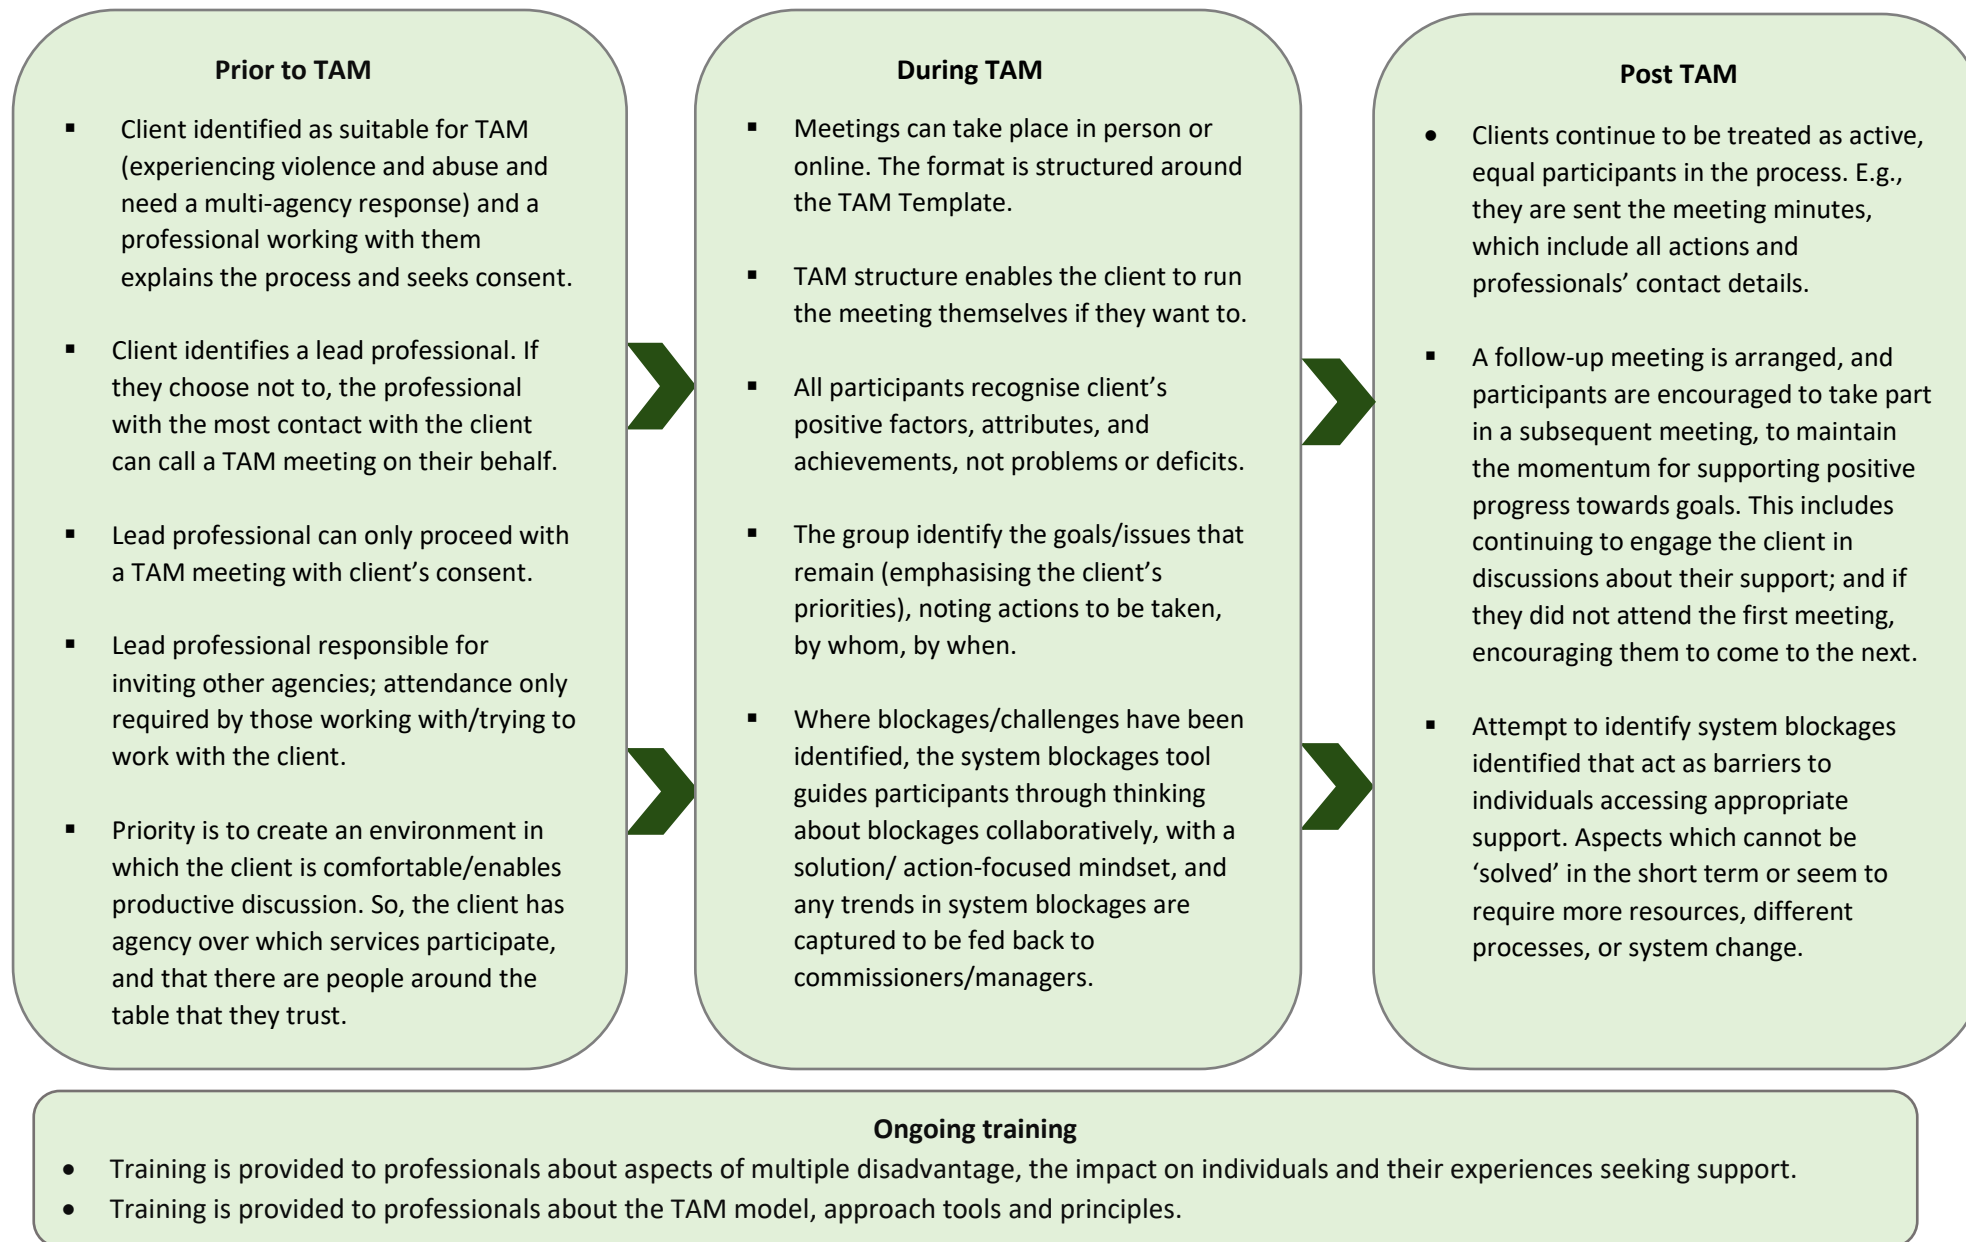 Prior to TAM
▪ Client identified as suitable for TAM
(experiencing violence and abuse and
need a multi-agency response) and a
professional working with them
explains the process and seeks consent.
▪ Client identifies a lead professional. If
they choose not to, the professional
with the most contact with the client
can call a TAM meeting on their behalf.
▪ Lead professional can only proceed with
a TAM meeting with client’s consent.
▪ Lead professional responsible for
inviting other agencies; attendance only
required by those working with/trying to
work with the client.
▪ Priority is to create an environment in
which the client is comfortable/enables
productive discussion. So, the client has
agency over which services participate,
and that there are people around the
table that they trust.
During TAM
▪ Meetings can take place in person or
online. The format is structured around
the TAM Template.
▪ TAM structure enables the client to run
the meeting themselves if they want to.
▪ All participants recognise client’s
positive factors, attributes, and
achievements, not problems or deficits.
▪ The group identify the goals/issues that
remain (emphasising the client’s
priorities), noting actions to be taken,
by whom, by when.
▪ Where blockages/challenges have been
identified, the system blockages tool
guides participants through thinking
about blockages collaboratively, with a
solution/ action-focused mindset, and
any trends in system blockages are
captured to be fed back to
commissioners/managers.
Post TAM
• Clients continue to be treated as active,
equal participants in the process. E.g.,
they are sent the meeting minutes,
which include all actions and
professionals’ contact details.
▪ A follow-up meeting is arranged, and
participants are encouraged to take part
in a subsequent meeting, to maintain
the momentum for supporting positive
progress towards goals. This includes
continuing to engage the client in
discussions about their support; and if
they did not attend the first meeting,
encouraging them to come to the next.
▪ Attempt to identify system blockages
identified that act as barriers to
individuals accessing appropriate
support. Aspects which cannot be
‘solved’ in the short term or seem to
require more resources, different
processes, or system change.
Ongoing training
• Training is provided to professionals about aspects of multiple disadvantage, the impact on individuals and their experiences seeking support.
• Training is provided to professionals about the TAM model, approach tools and principles.